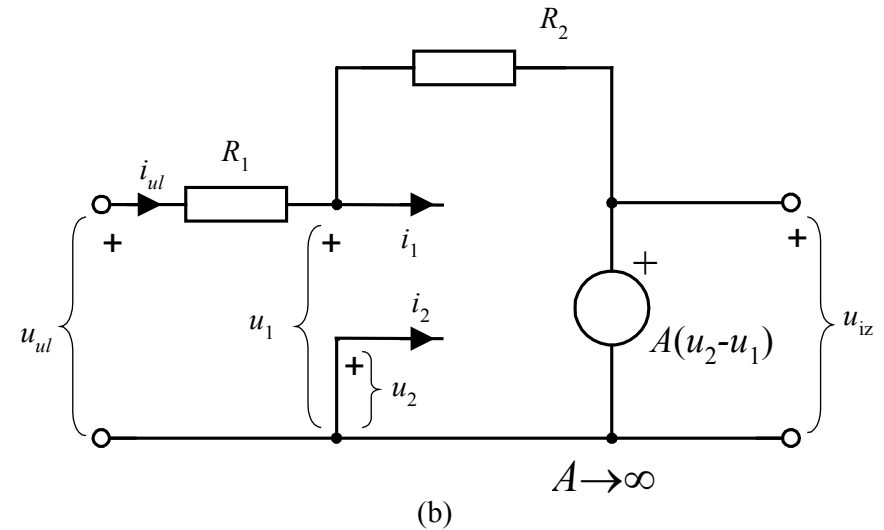 R2
R1
iul
+
+
i1
+
+
uul
u1
i2
+
u2
A(u2-u1)
uiz
A→∞
(b)